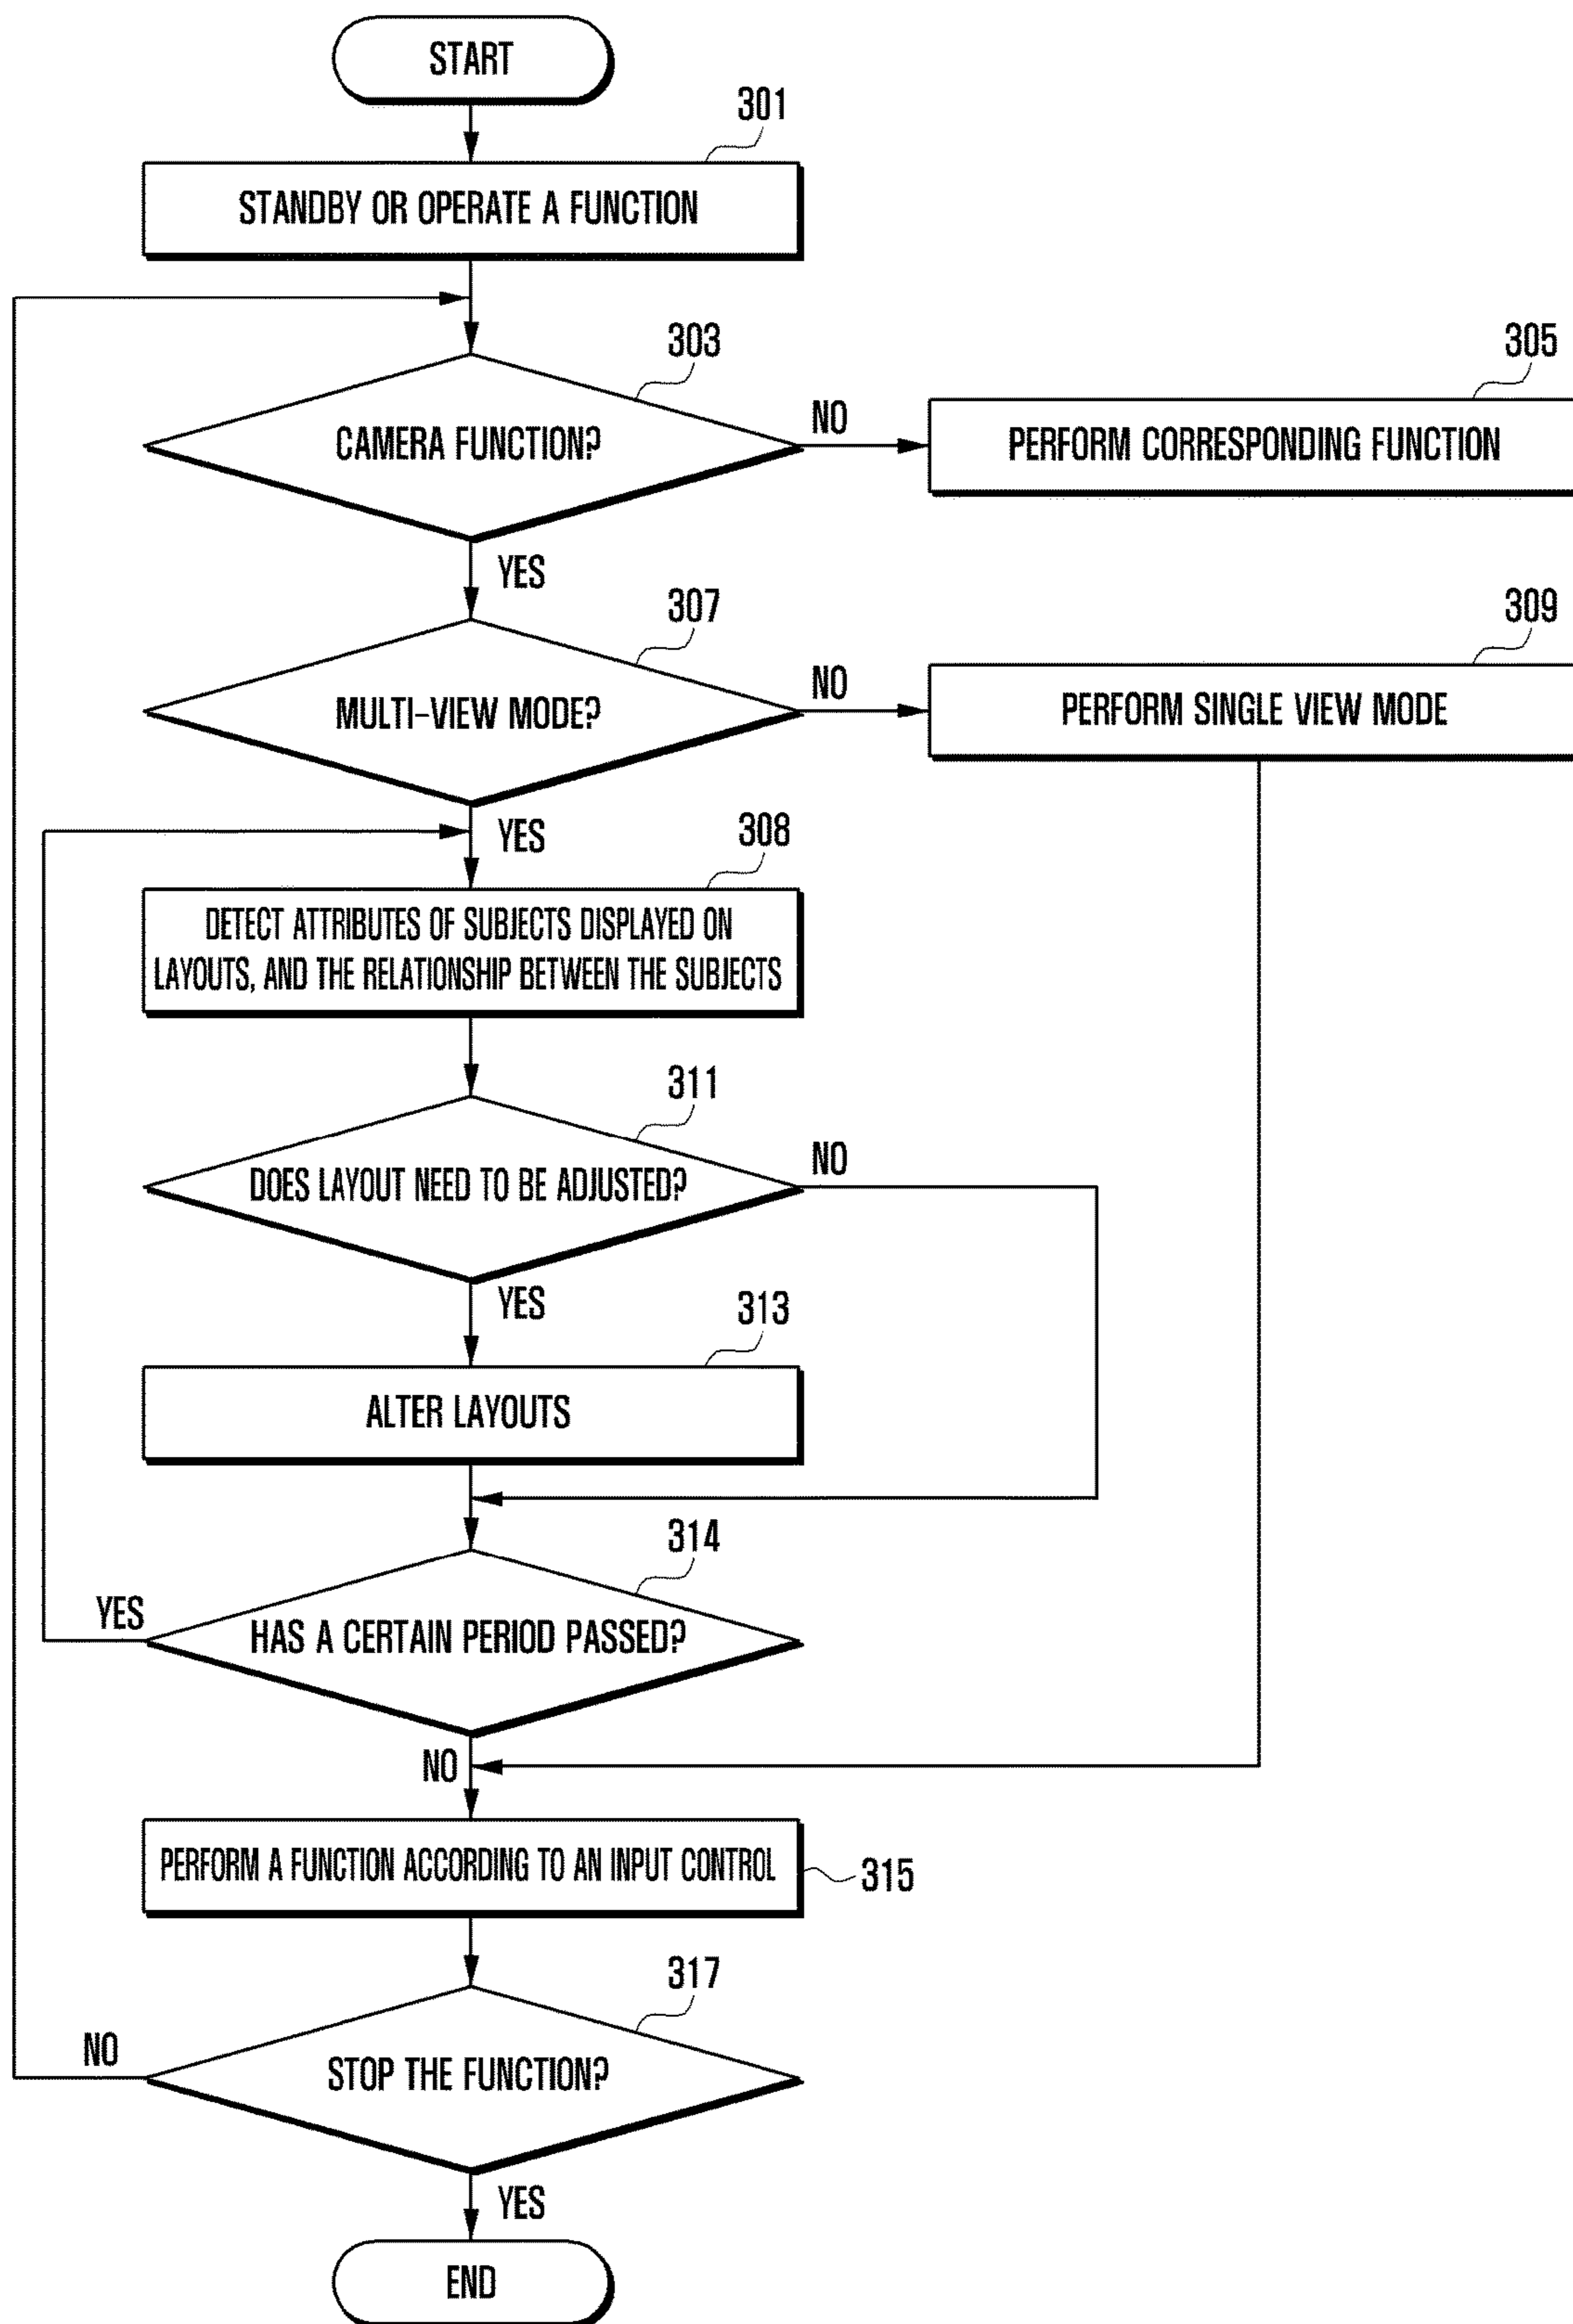 START
301
STANDBY OR OPERATE A FUNCTION
303
CAMERA FUNCTION?
NO
305
PERFORM CORRESPONDING FUNCTION
YES
307
MULTI-VIEW MODE?
NO
309
PERFORM SINGLE VIEW MODE
YES
308
DETECT ATTRIBUTES OF SUBJECTS DISPLAYED ON
LAYOUTS, AND THE RELATIONSHIP BETWEEN THE SUBJECTS
311
DOES LAYOUT NEED TO BE ADJUSTED?
NO
YES
313
ALTER LAYOUTS
314
HAS A CERTAIN PERIOD PASSED?
YES
NO
PERFORM A FUNCTION ACCORDING TO AN INPUT CONTROL
315
317
STOP THE FUNCTION?
NO
YES
END